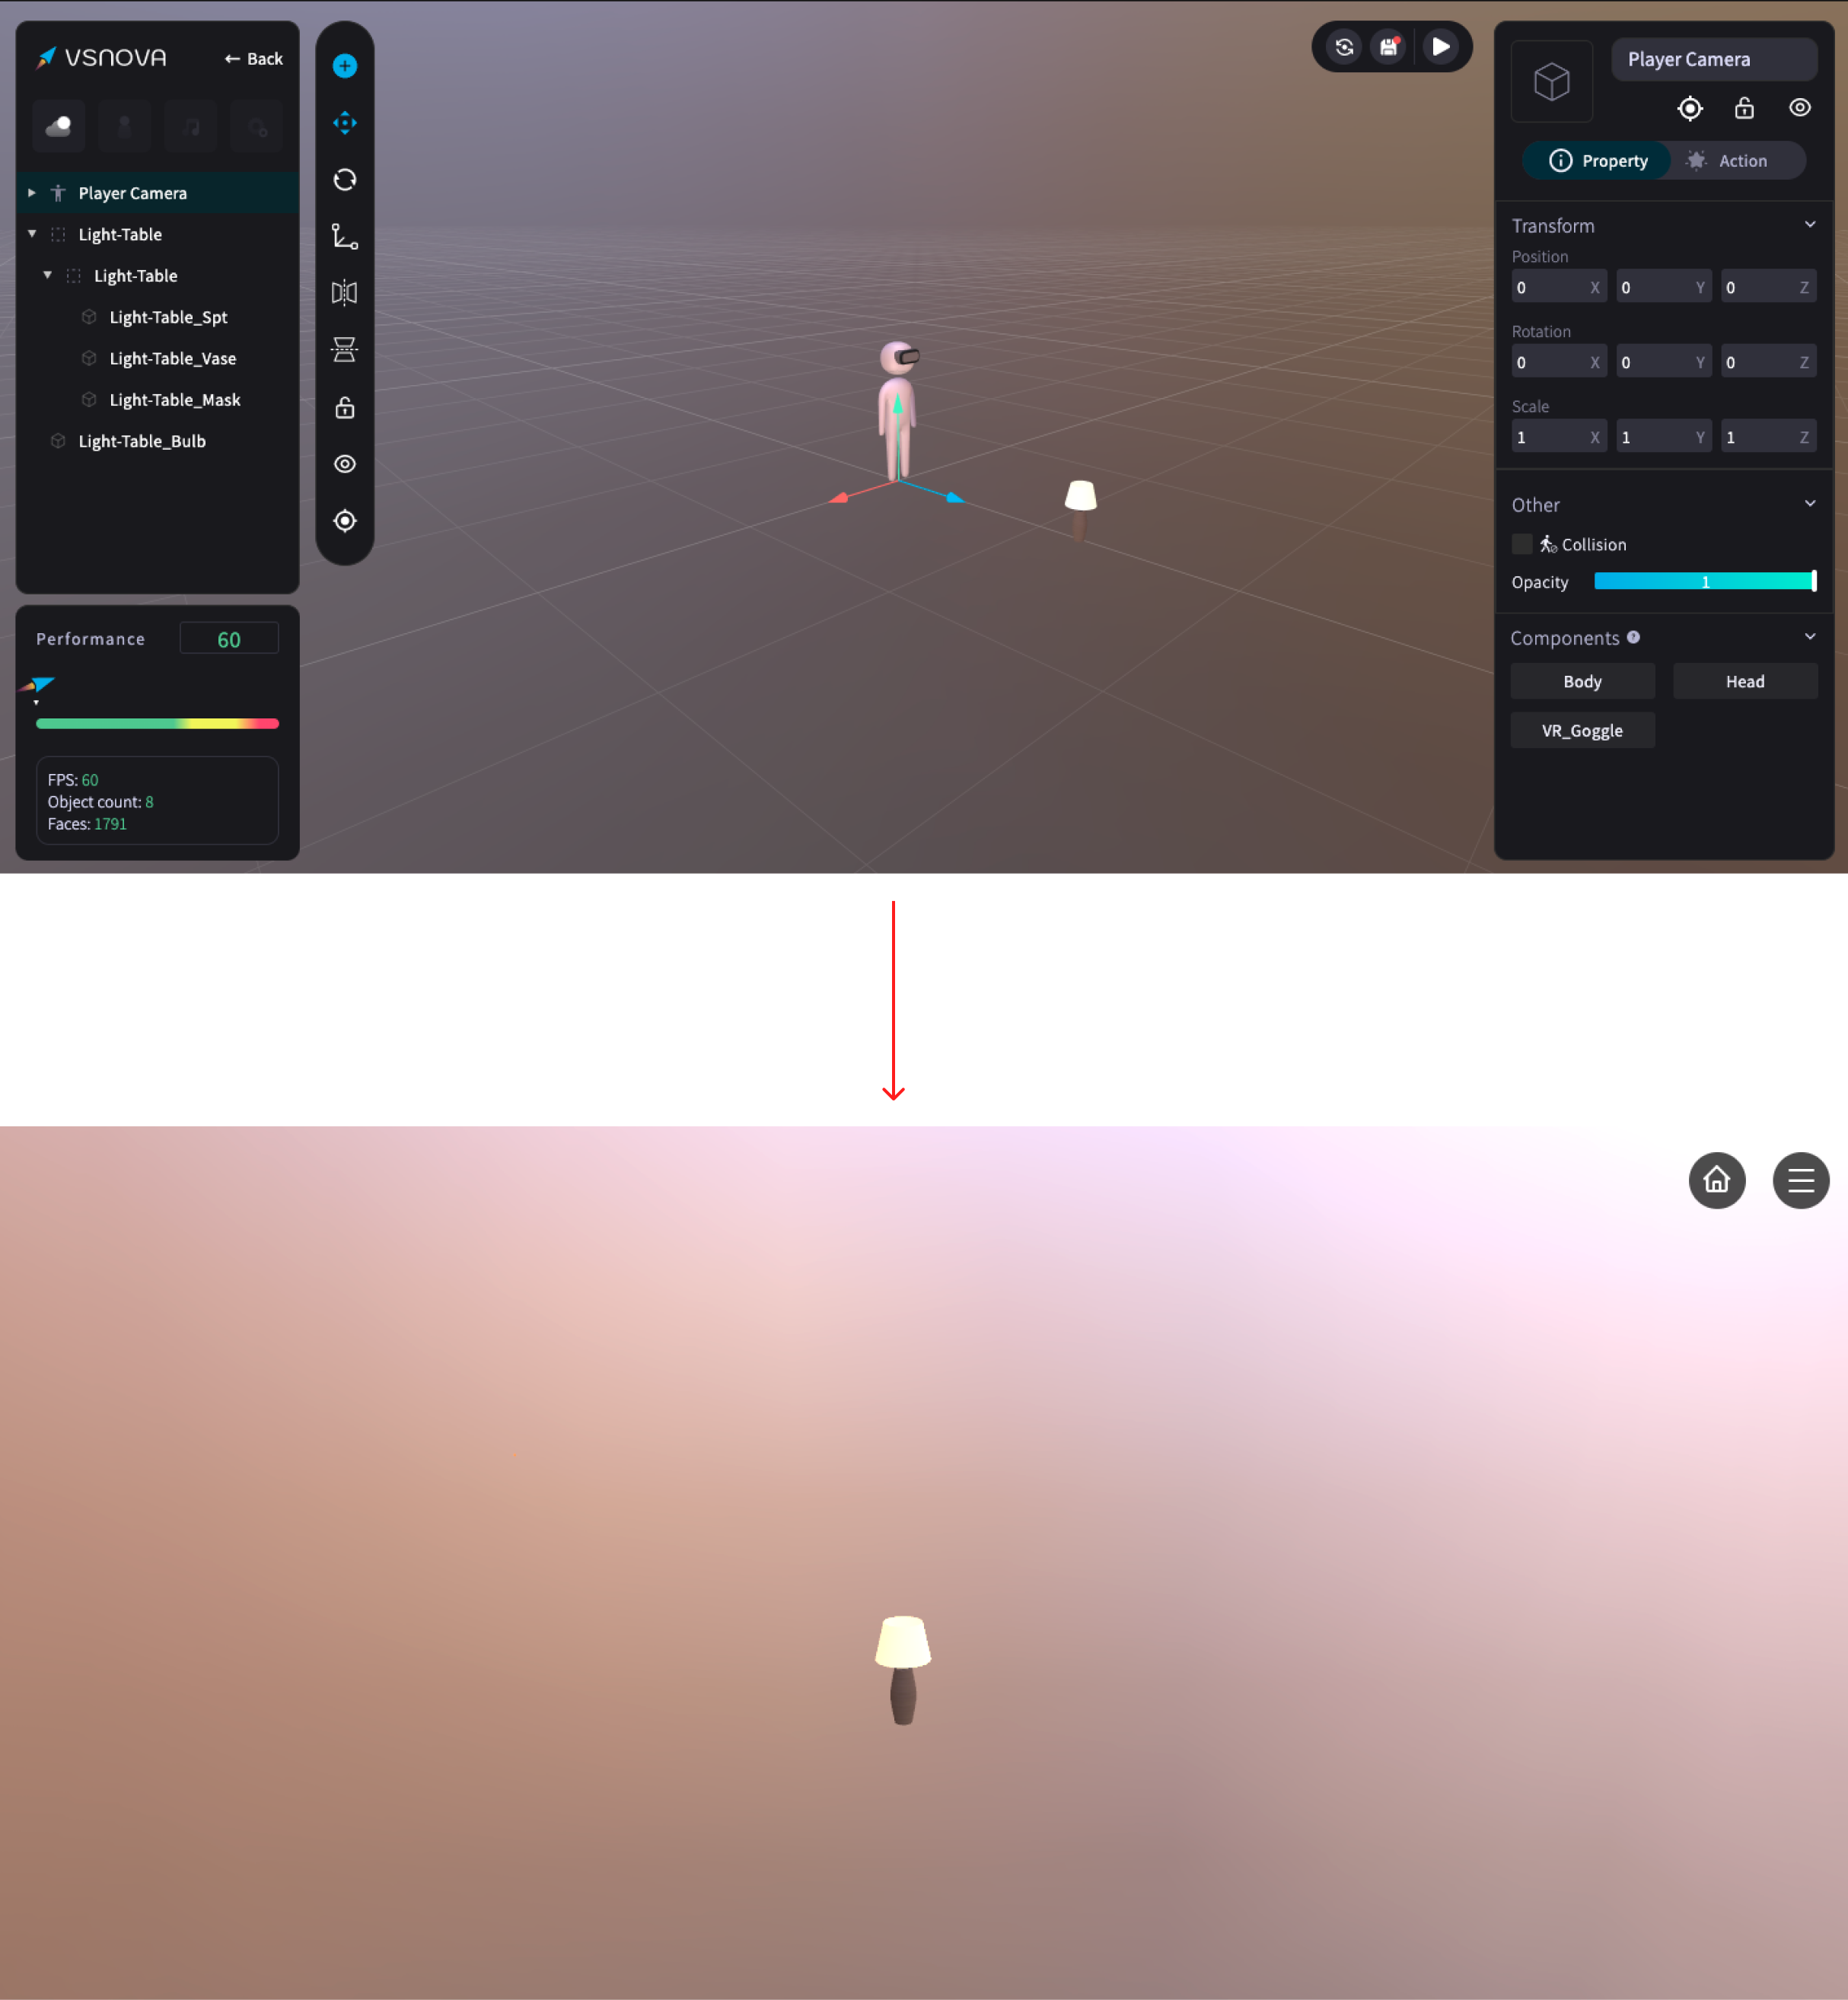 VSNOVA
← Back
Player Camera
Light-Table
Light-Table
Light-Table_Spt
Light-Table_Vase
Light-Table_Mask
Light-Table_Bulb
Performance 60
FPS: 60
Object count: 8
Faces: 1791
Player Camera
Property Action
Transform
Position
0 X 0 Y 0 Z
Rotation
0 X 0 Y 0 Z
Scale
1 X 1 Y 1 Z
Other
Collision
Opacity 1
Components ?
Body Head
VR_Goggle